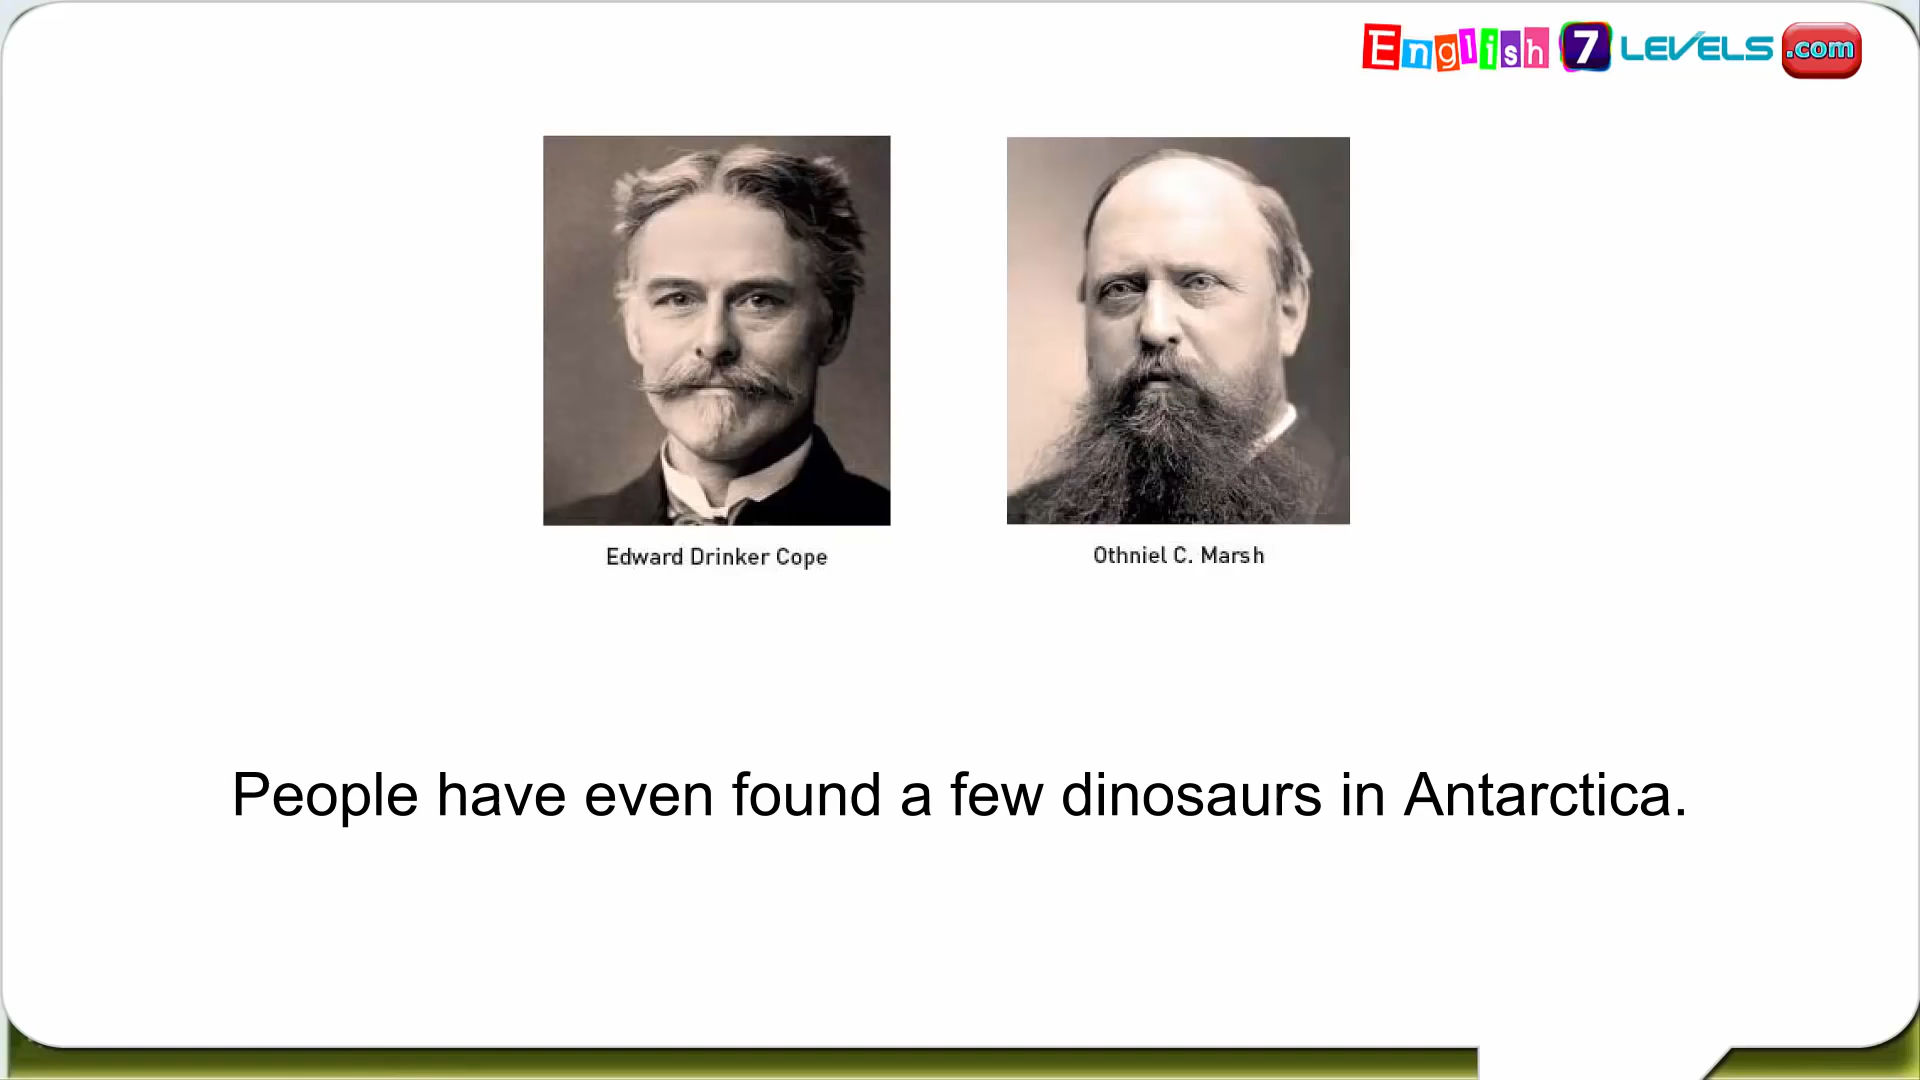 English 7 LEVELS .com
Edward Drinker Cope
Othniel C. Marsh
People have even found a few dinosaurs in Antarctica.